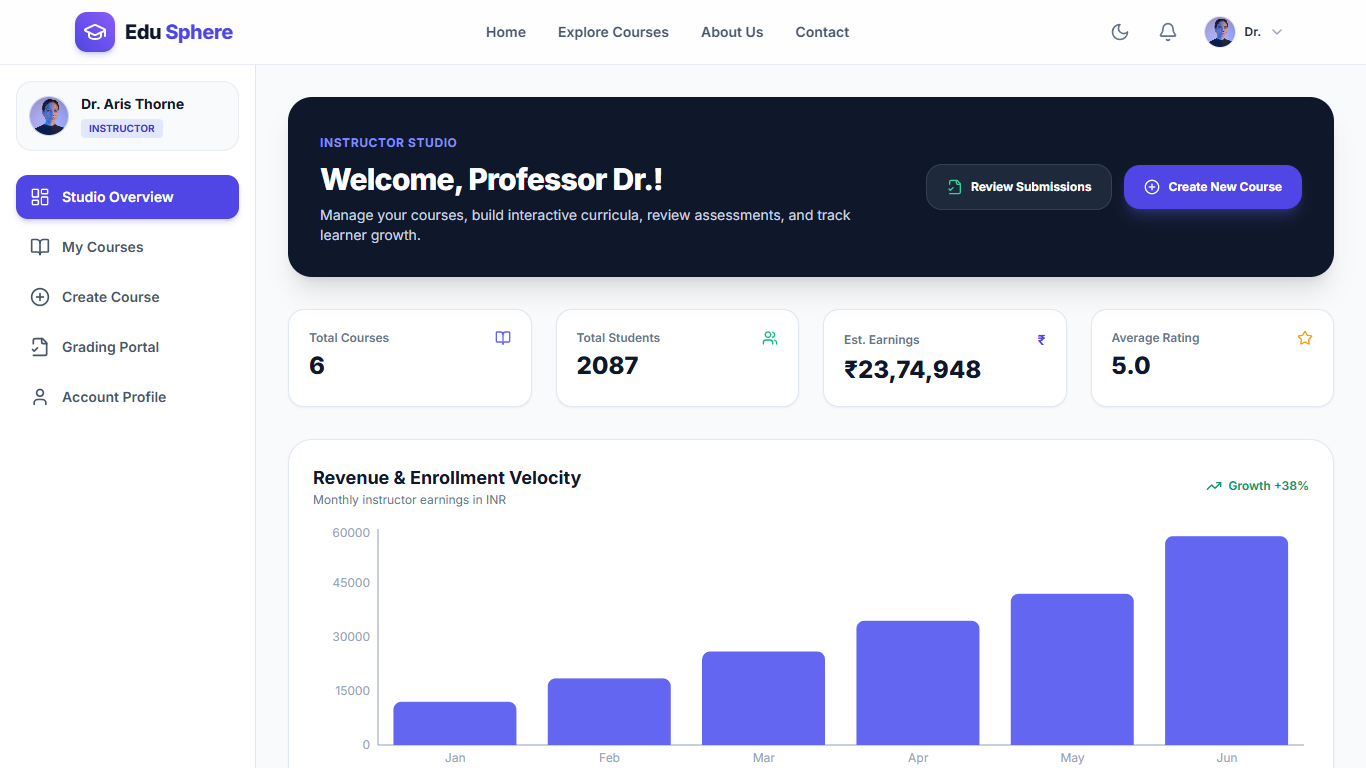 Edu Sphere
Home
Explore Courses
About Us
Contact
Dr.
Dr. Aris Thorne
INSTRUCTOR
Studio Overview
My Courses
Create Course
Grading Portal
Account Profile
INSTRUCTOR STUDIO
Welcome, Professor Dr.!
Manage your courses, build interactive curricula, review assessments, and track
learner growth.
Review Submissions
Create New Course
Total Courses
6
Total Students
2087
Est. Earnings
₹
₹23,74,948
Average Rating
5.0
Revenue & Enrollment Velocity
Monthly instructor earnings in INR
Growth +38%
60000
45000
30000
15000
0
Jan
Feb
Mar
Apr
May
Jun